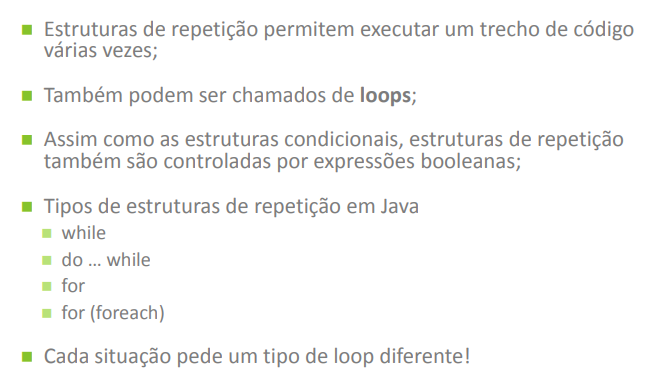 Estruturas de repetição permitem executar um trecho de código
várias vezes;
Também podem ser chamados de loops;
Assim como as estruturas condicionais, estruturas de repetição
também são controladas por expressões booleanas;
Tipos de estruturas de repetição em Java
while
do ... while
for
for (foreach)
Cada situação pede um tipo de loop diferente!